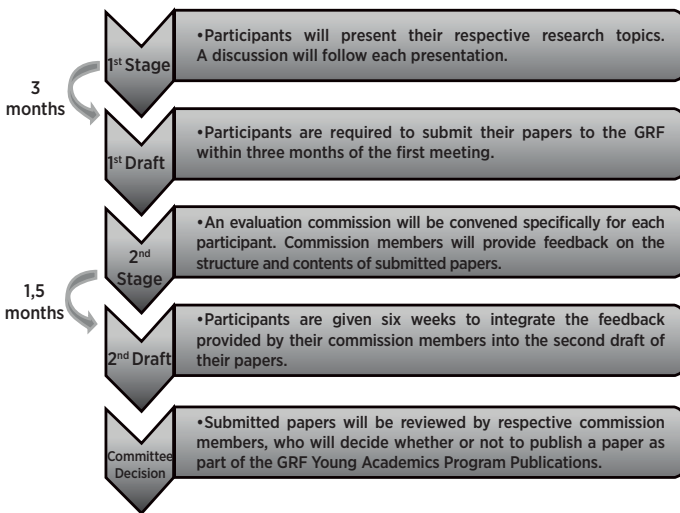 •Participants will present their respective research topics.
A discussion will follow each presentation.
1st Stage
3
months
•Participants are required to submit their papers to the GRF
within three months of the first meeting.
1st Draft
•An evaluation commission will be convened specifically for each
participant. Commission members will provide feedback on the
structure and contents of submitted papers.
2nd
Stage
1,5
months
•Participants are given six weeks to integrate the feedback
provided by their commission members into the second draft of
their papers.
2nd Draft
•Submitted papers will be reviewed by respective commission
members, who will decide whether or not to publish a paper as
part of the GRF Young Academics Program Publications.
Committee
Decision